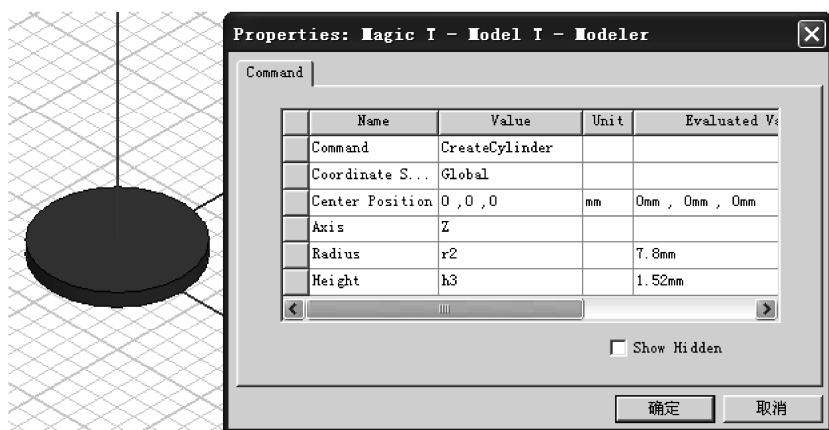 Properties: Magic T - Model T - Modeler
Command
Name Value Unit Evaluated Va
Command CreateCylinder
Coordinate S... Global
Center Position 0 ,0 ,0 mm 0mm , 0mm , 0mm
Axis Z
Radius r2 7.8mm
Height h3 1.52mm
Show Hidden
确定 取消